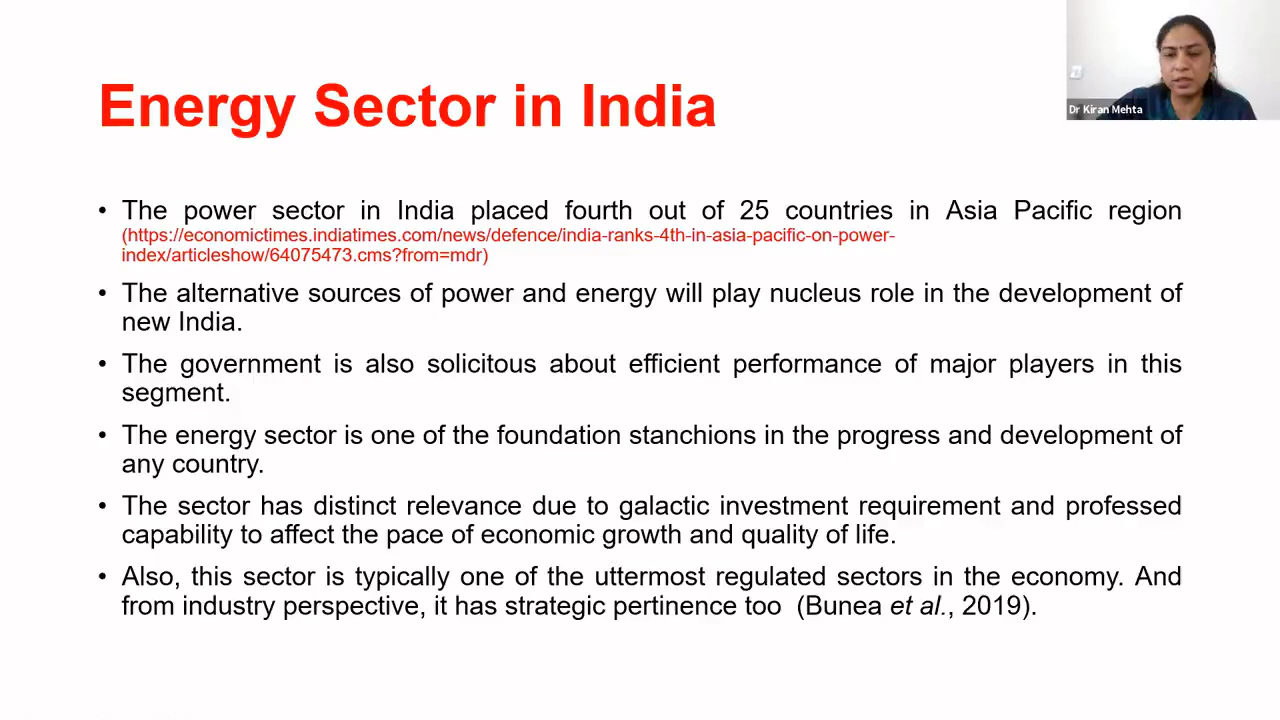 Energy Sector in India
Dr Kiran Mehta
• The power sector in India placed fourth out of 25 countries in Asia Pacific region
(https://economictimes.indiatimes.com/news/defence/india-ranks-4th-in-asia-pacific-on-power-
index/articleshow/64075473.cms?from=mdr)
• The alternative sources of power and energy will play nucleus role in the development of
new India.
• The government is also solicitous about efficient performance of major players in this
segment.
• The energy sector is one of the foundation stanchions in the progress and development of
any country.
• The sector has distinct relevance due to galactic investment requirement and professed
capability to affect the pace of economic growth and quality of life.
• Also, this sector is typically one of the uttermost regulated sectors in the economy. And
from industry perspective, it has strategic pertinence too (Bunea et al., 2019).